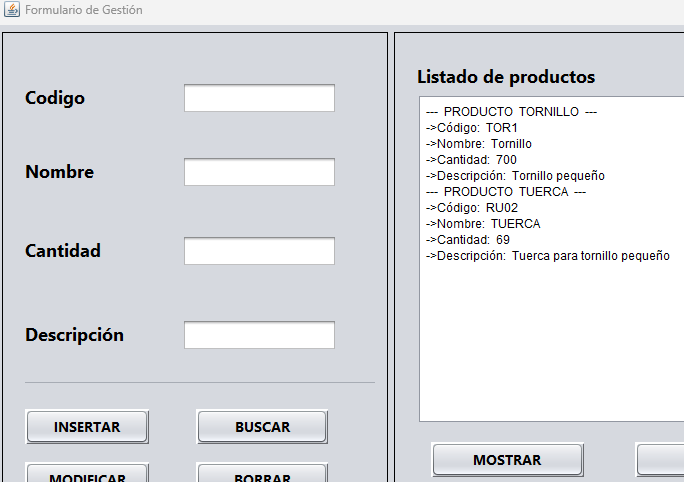 Formulario de Gestión
Codigo
Nombre
Cantidad
Descripción
INSERTAR
BUSCAR
MODIFICAR
BORRAR
Listado de productos
--- PRODUCTO TORNILLO ---
->Código: TOR1
->Nombre: Tornillo
->Cantidad: 700
->Descripción: Tornillo pequeño
--- PRODUCTO TUERCA ---
->Código: RU02
->Nombre: TUERCA
->Cantidad: 69
->Descripción: Tuerca para tornillo pequeño
MOSTRAR